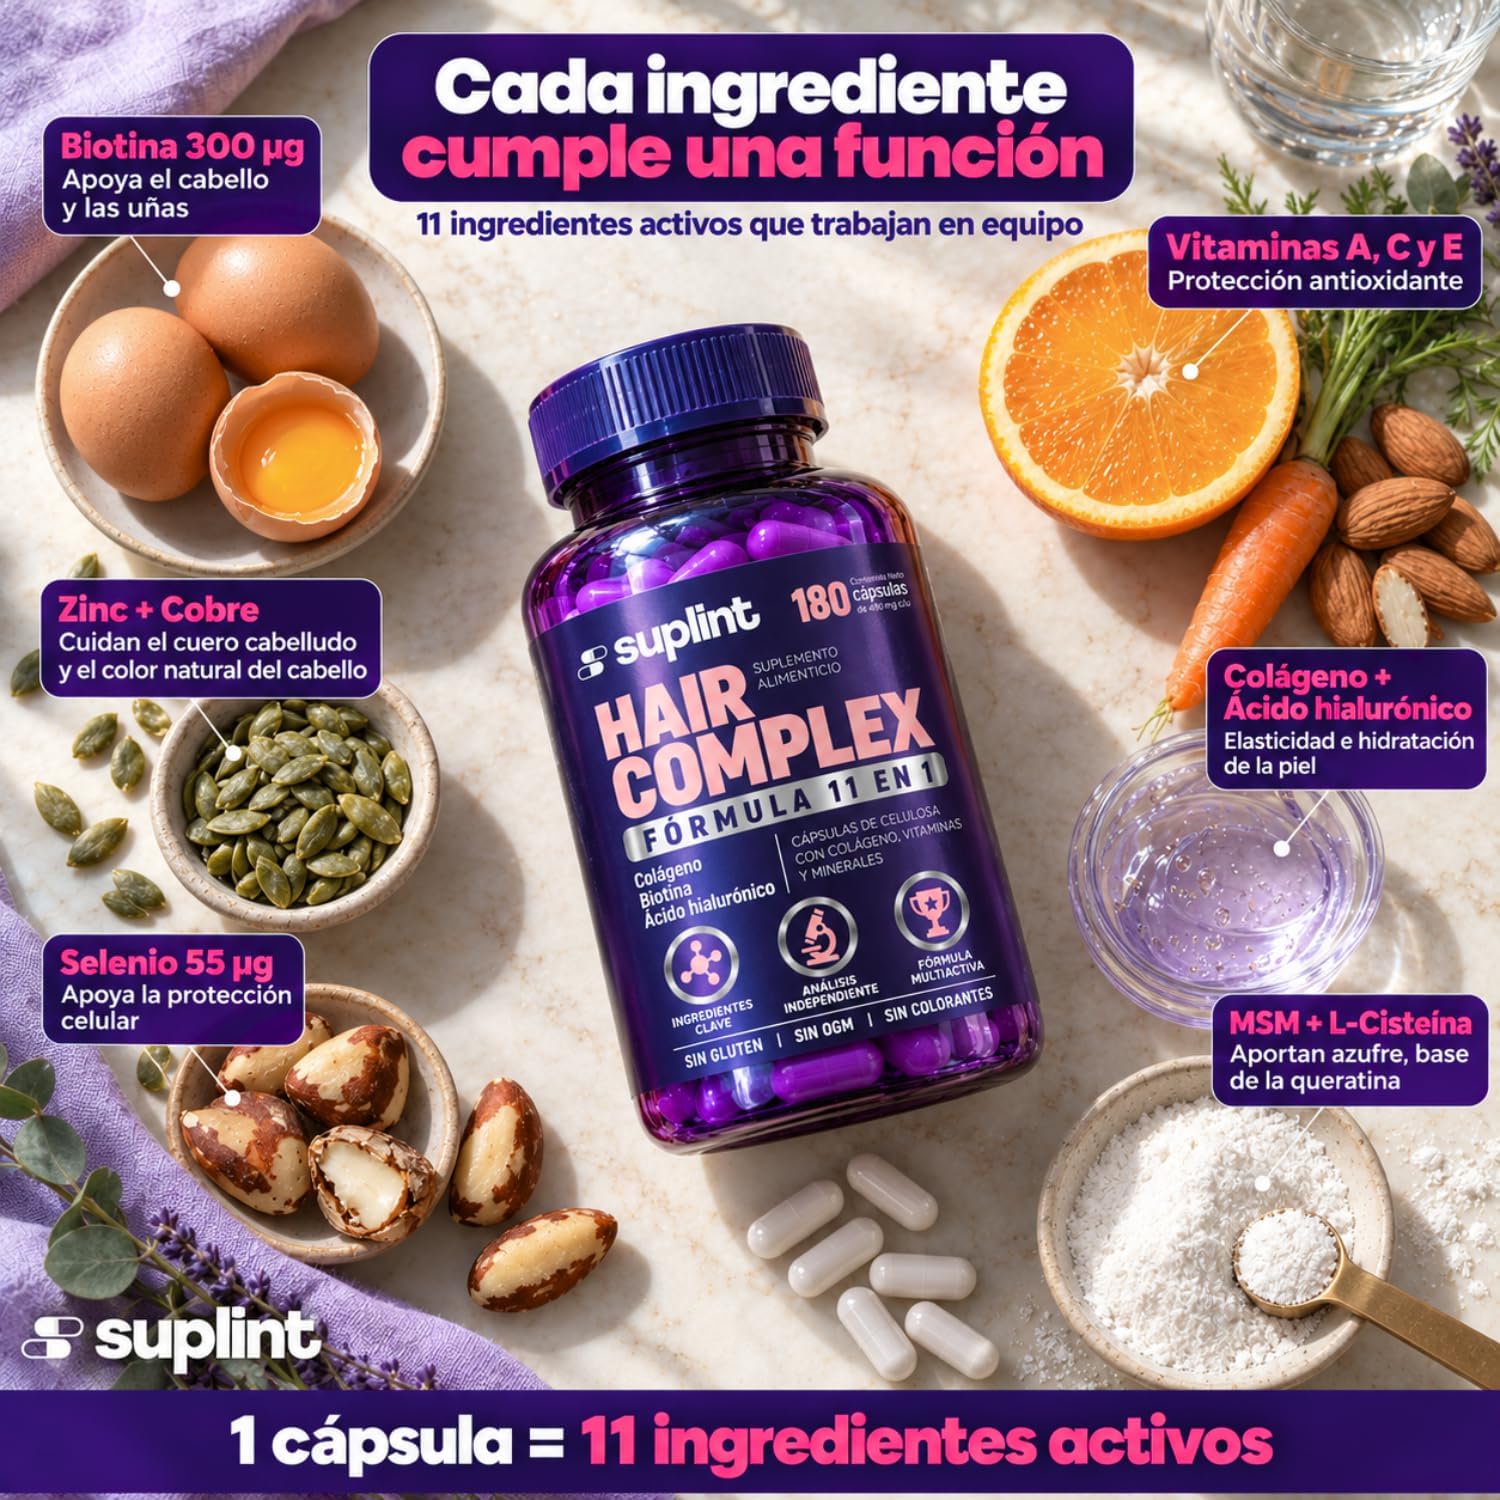 Cada ingrediente
cumple una función
11 ingredientes activos que trabajan en equipo
Biotina 300 µg
Apoya el cabello
y las uñas
Vitaminas A, C y E
Protección antioxidante
Zinc + Cobre
Cuidan el cuero cabelludo
y el color natural del cabello
Colágeno +
Ácido hialurónico
Elasticidad e hidratación
de la piel
Selenio 55 µg
Apoya la protección
celular
MSM + L-Cisteína
Aportan azufre, base
de la queratina
suplint
180
Contenido Neto
cápsulas
SUPLEMENTO
ALIMENTICIO
HAIR
COMPLEX
FÓRMULA 11 EN 1
Colágeno
Biotina
Ácido hialurónico
CÁPSULAS DE CELULOSA
CON COLÁGENO, VITAMINAS
Y MINERALES
INGREDIENTES
CLAVE
ANÁLISIS
INDEPENDIENTE
FÓRMULA
MULTIACTIVA
SIN GLUTEN | SIN OGM | SIN COLORANTES
suplint
1 cápsula = 11 ingredientes activos